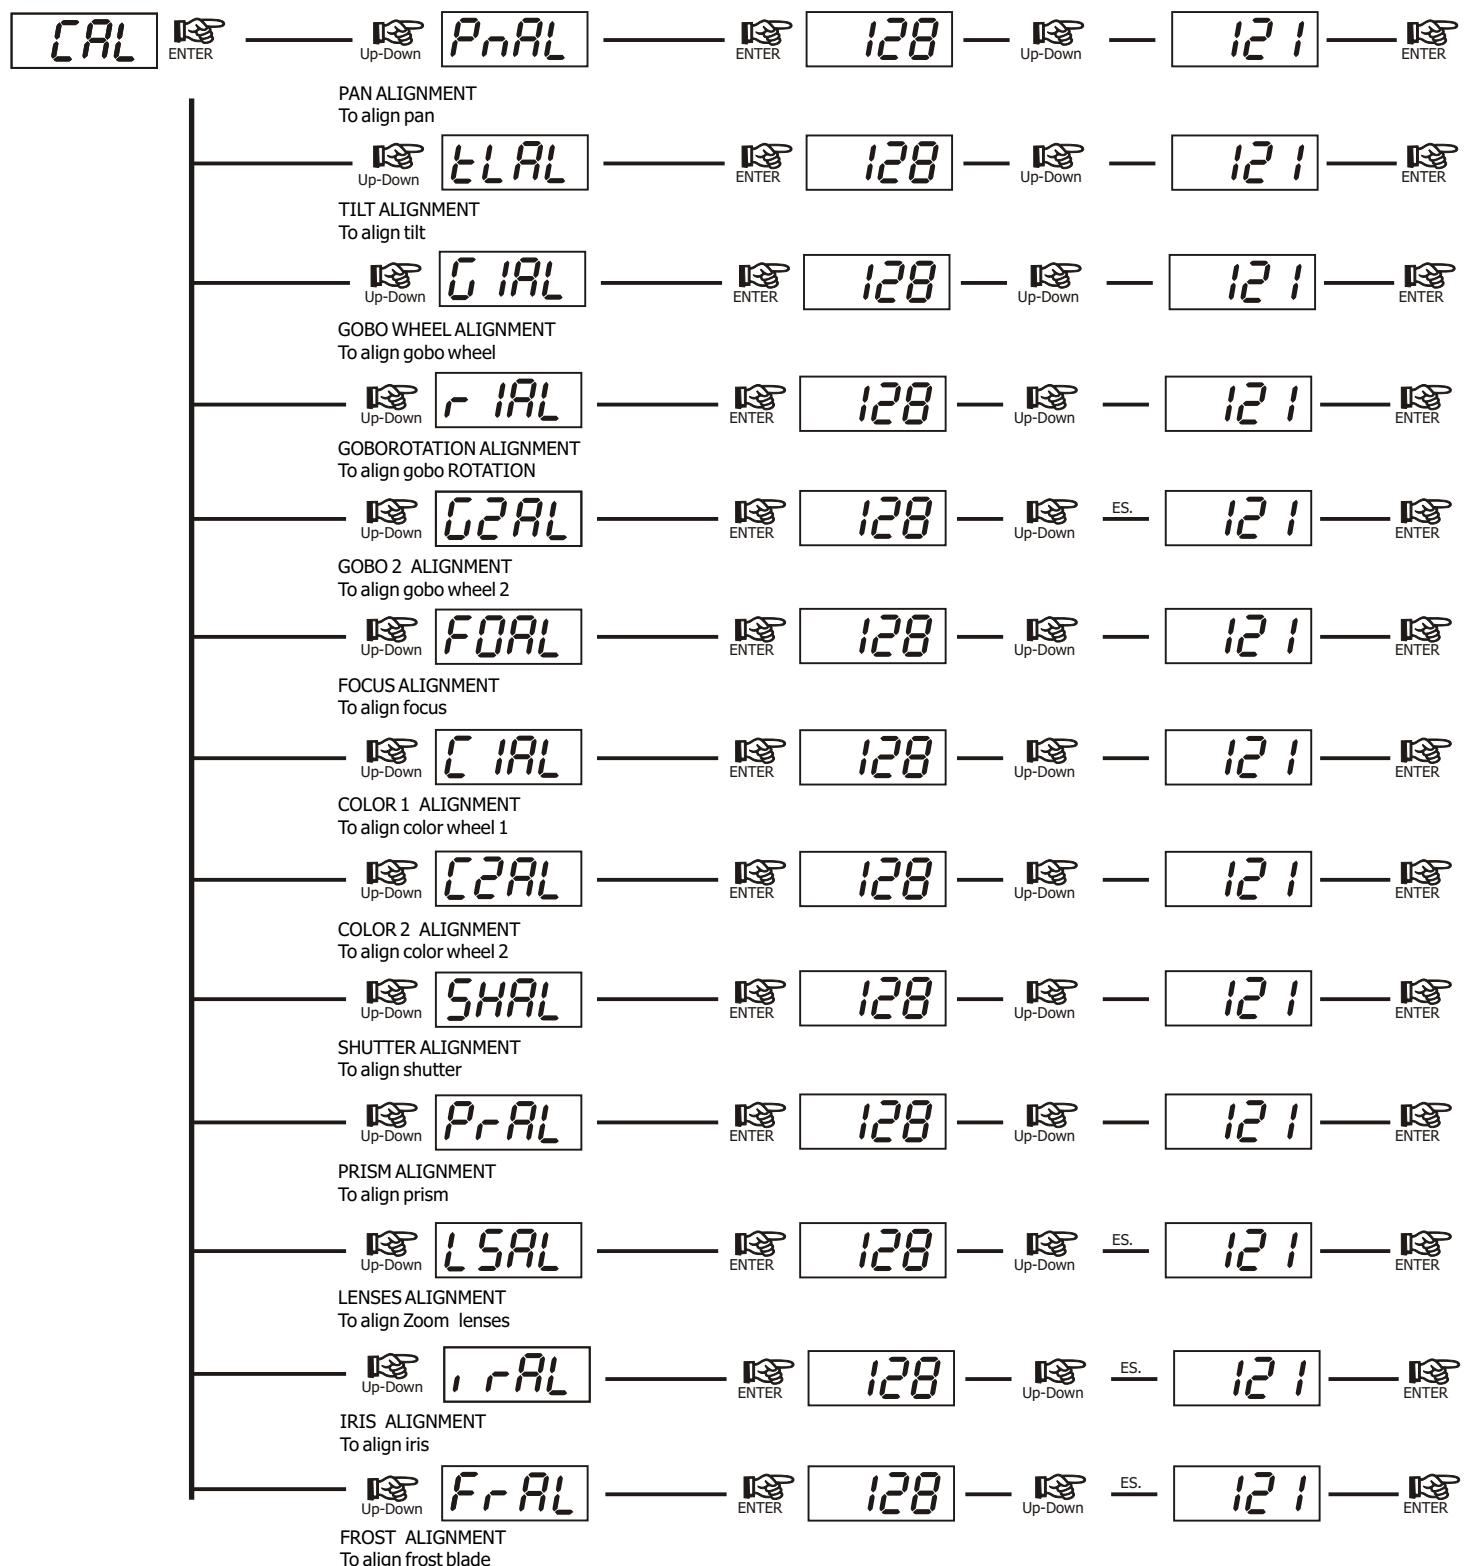 CAL ENTER Up-Down PnAL ENTER 128 Up-Down 121 ENTER
PAN ALIGNMENT
To align pan
Up-Down tLAL ENTER 128 Up-Down 121 ENTER
TILT ALIGNMENT
To align tilt
Up-Down G1AL ENTER 128 Up-Down 121 ENTER
GOBO WHEEL ALIGNMENT
To align gobo wheel
Up-Down r1AL ENTER 128 Up-Down 121 ENTER
GOBOROTATION ALIGNMENT
To align gobo ROTATION
Up-Down G2AL ENTER 128 Up-Down ES. 121 ENTER
GOBO 2 ALIGNMENT
To align gobo wheel 2
Up-Down FOAL ENTER 128 Up-Down 121 ENTER
FOCUS ALIGNMENT
To align focus
Up-Down C1AL ENTER 128 Up-Down 121 ENTER
COLOR 1 ALIGNMENT
To align color wheel 1
Up-Down C2AL ENTER 128 Up-Down 121 ENTER
COLOR 2 ALIGNMENT
To align color wheel 2
Up-Down SHAL ENTER 128 Up-Down 121 ENTER
SHUTTER ALIGNMENT
To align shutter
Up-Down PrAL ENTER 128 Up-Down 121 ENTER
PRISM ALIGNMENT
To align prism
Up-Down LSAL ENTER 128 Up-Down ES. 121 ENTER
LENSES ALIGNMENT
To align Zoom lenses
Up-Down irAL ENTER 128 Up-Down ES. 121 ENTER
IRIS ALIGNMENT
To align iris
Up-Down FrAL ENTER 128 Up-Down ES. 121 ENTER
FROST ALIGNMENT
To align frost blade